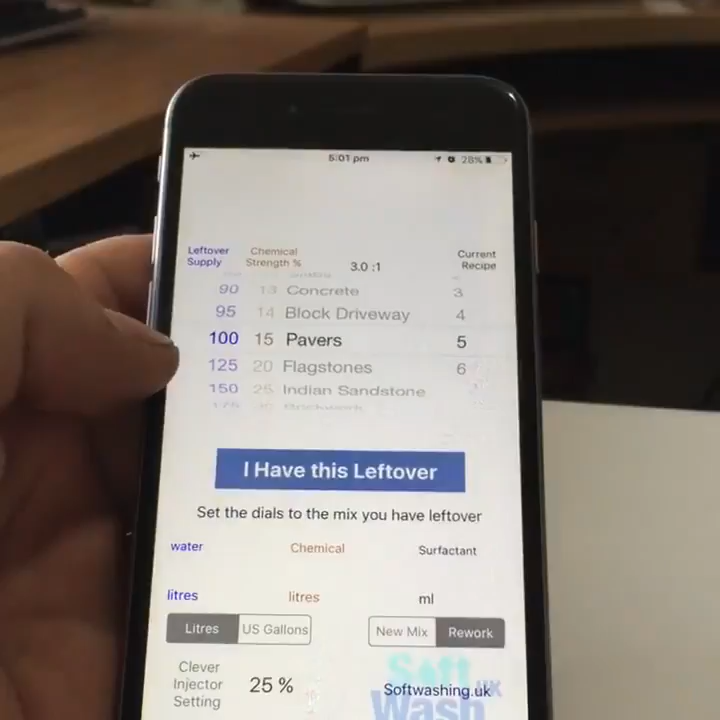 5:01 pm 28%
Leftover Supply Chemical Strength % 3.0 :1 Current Recipe
90 13 Concrete 3
95 14 Block Driveway 4
100 15 Pavers 5
125 20 Flagstones 6
150 25 Indian Sandstone
I Have this Leftover
Set the dials to the mix you have leftover
water Chemical Surfactant
litres litres ml
Litres US Gallons New Mix Rework
Clever Injector Setting 25 % Softwashing.uk
Soft Wash UK